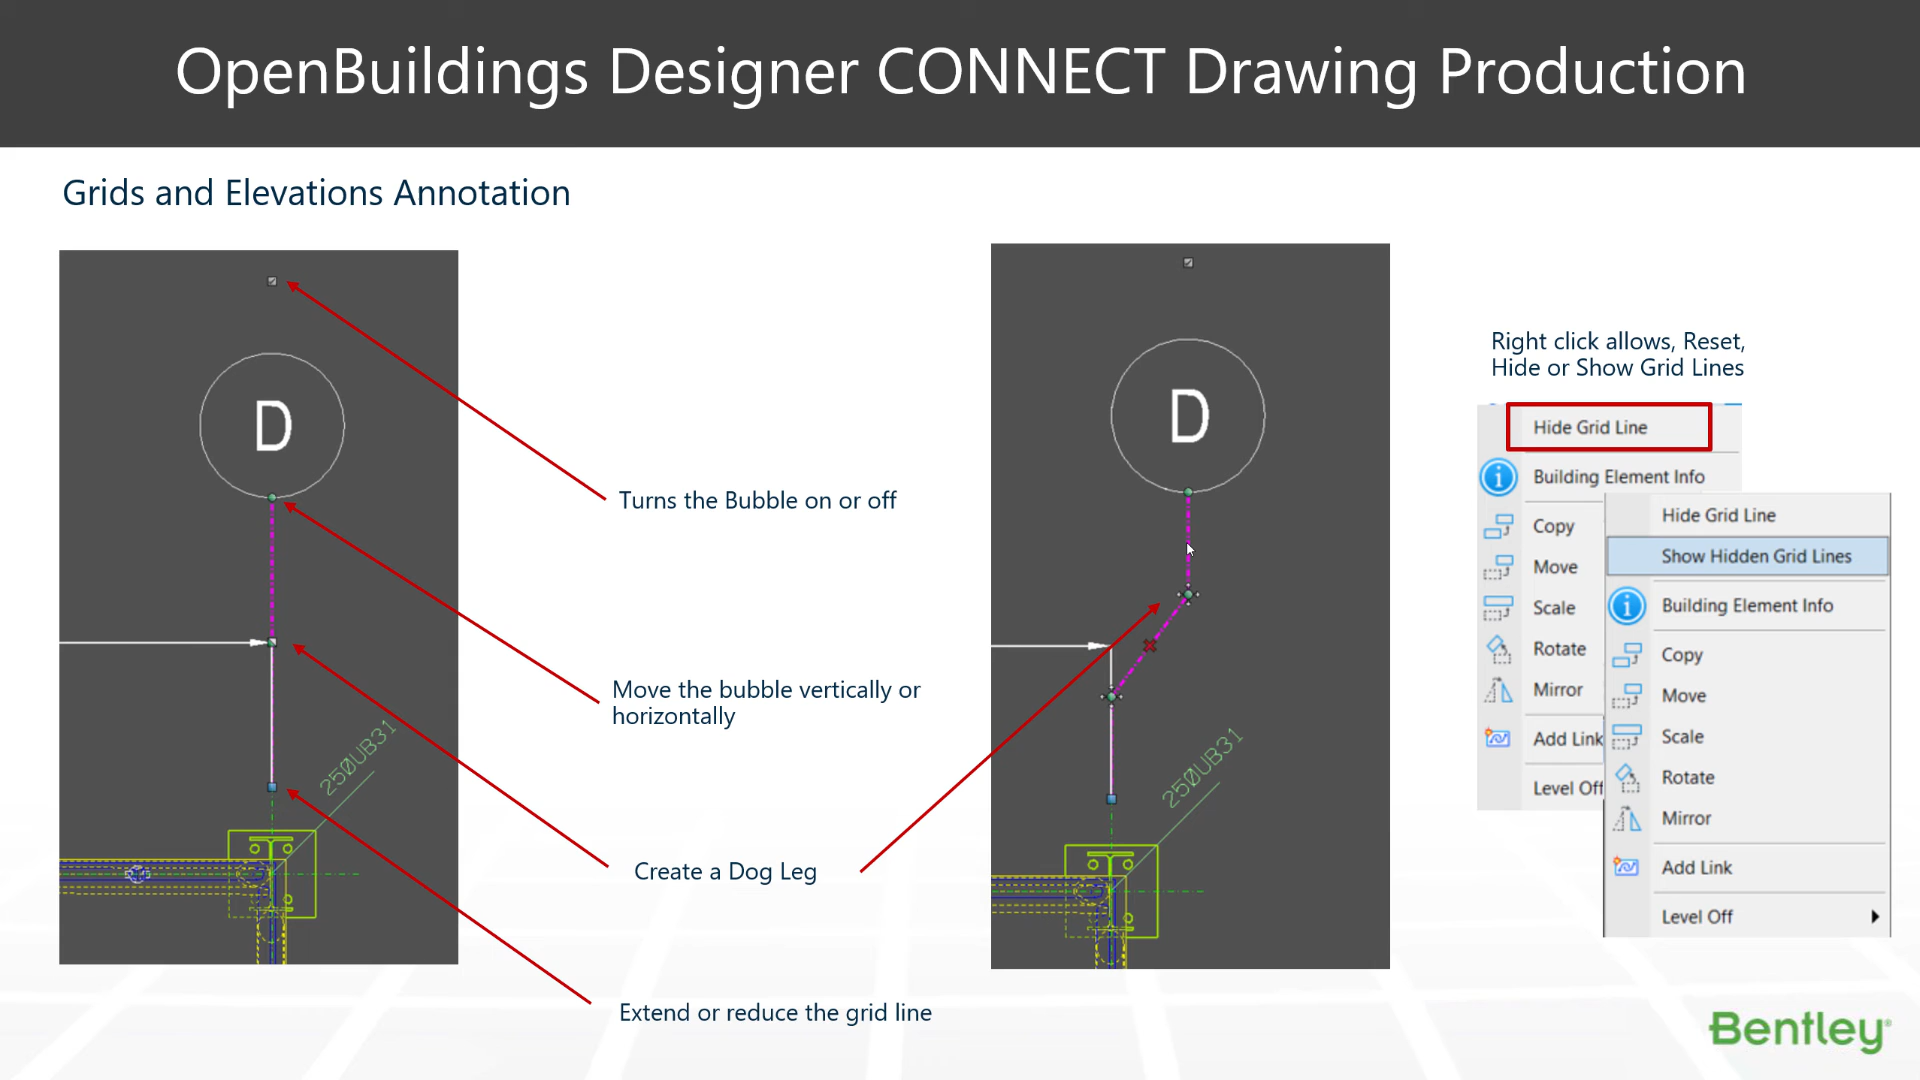 OpenBuildings Designer CONNECT Drawing Production
Grids and Elevations Annotation
D
250UB31
Turns the Bubble on or off
Move the bubble vertically or
horizontally
Create a Dog Leg
Extend or reduce the grid line
D
250UB31
Right click allows, Reset,
Hide or Show Grid Lines
Hide Grid Line
Building Element Info
Copy
Move
Scale
Rotate
Mirror
Add Link
Level Off
Hide Grid Line
Show Hidden Grid Lines
Building Element Info
Copy
Move
Scale
Rotate
Mirror
Add Link
Level Off
Bentley®